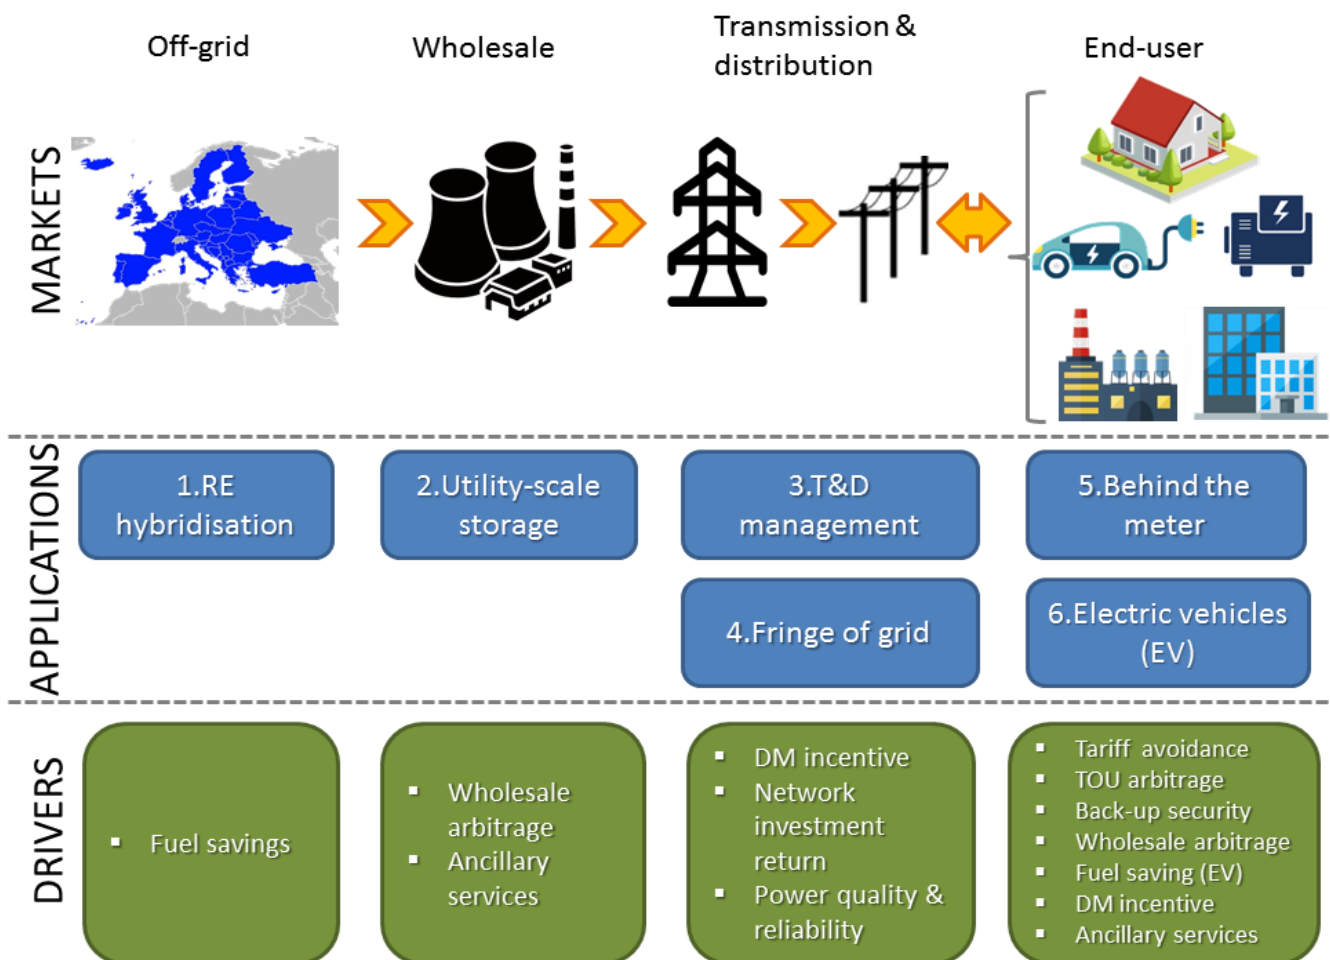 Off-grid
Wholesale
Transmission &
distribution
End-user
MARKETS
APPLICATIONS
1.RE
hybridisation
2.Utility-scale
storage
3.T&D
management
5.Behind the
meter
4.Fringe of grid
6.Electric vehicles
(EV)
DRIVERS
▪ Fuel savings
▪ Wholesale
arbitrage
▪ Ancillary
services
▪ DM incentive
▪ Network
investment
return
▪ Power quality &
reliability
▪ Tariff avoidance
▪ TOU arbitrage
▪ Back-up security
▪ Wholesale arbitrage
▪ Fuel saving (EV)
▪ DM incentive
▪ Ancillary services